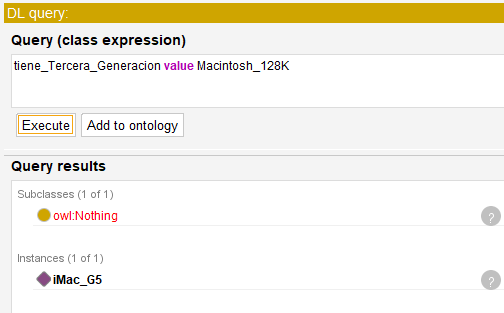 DL query:
Query (class expression)
tiene_Tercera_Generacion value Macintosh_128K
Execute Add to ontology
Query results
Subclasses (1 of 1)
owl:Nothing
?
Instances (1 of 1)
iMac_G5
?